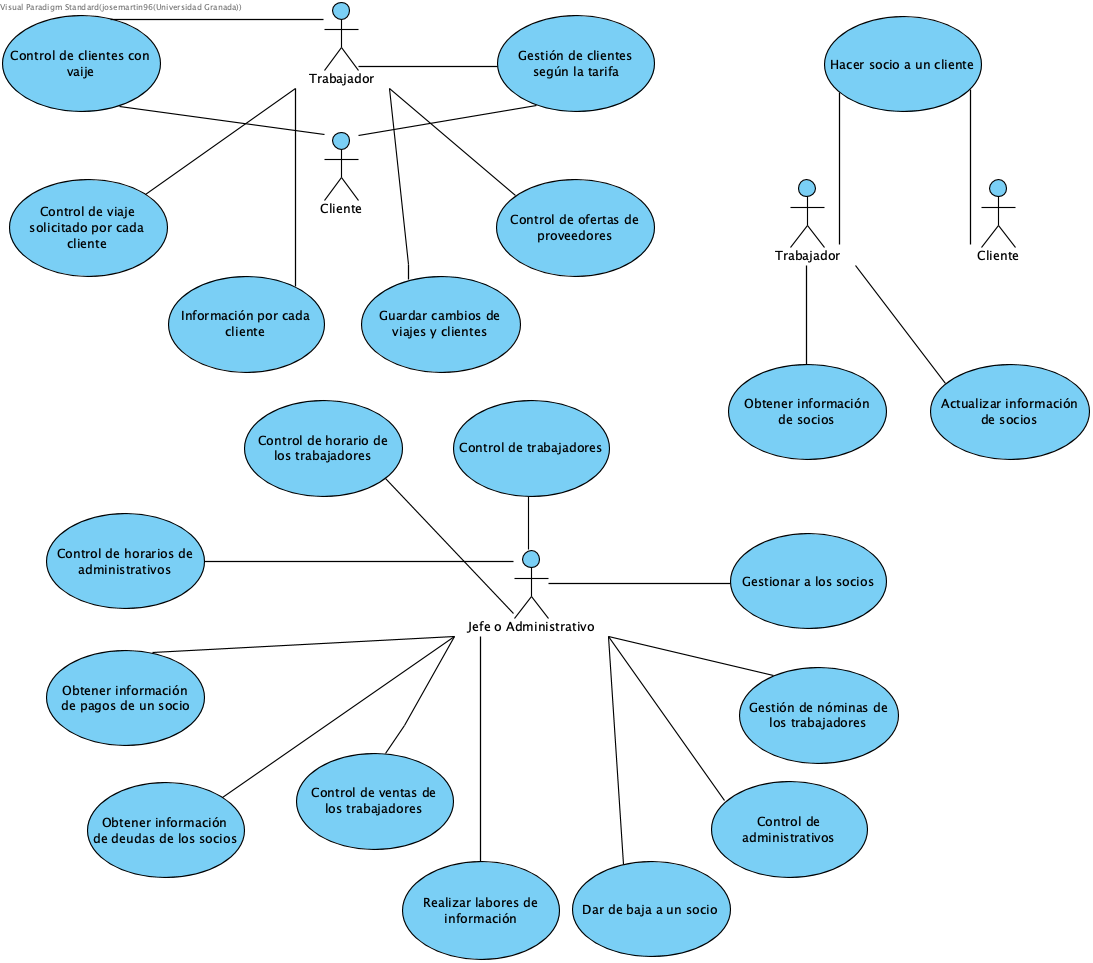 Visual Paradigm Standard(josemartin96(Universidad Granada))
Control de clientes con
vaije
Trabajador
Gestión de clientes
según la tarifa
Hacer socio a un cliente
Cliente
Control de viaje
solicitado por cada
cliente
Control de ofertas de
proveedores
Trabajador
Cliente
Información por cada
cliente
Guardar cambios de
viajes y clientes
Obtener información
de socios
Actualizar información
de socios
Control de horario de
los trabajadores
Control de trabajadores
Control de horarios de
administrativos
Gestionar a los socios
Jefe o Administrativo
Obtener información
de pagos de un socio
Gestión de nóminas de
los trabajadores
Control de ventas de
los trabajadores
Obtener información
de deudas de los socios
Control de
administrativos
Realizar labores de
información
Dar de baja a un socio